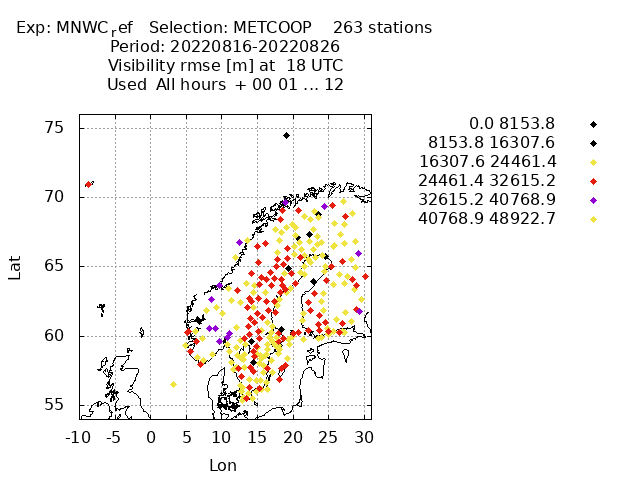 Exp: MNWC_ref   Selection: METCOOP    263 stations
Period: 20220816-20220826
Visibility rmse [m] at  18 UTC
Used  All hours  + 00 01 ... 12
0.0 8153.8
8153.8 16307.6
16307.6 24461.4
24461.4 32615.2
32615.2 40768.9
40768.9 48922.7
75
70
65
60
55
Lat
-10 -5 0 5 10 15 20 25 30
Lon